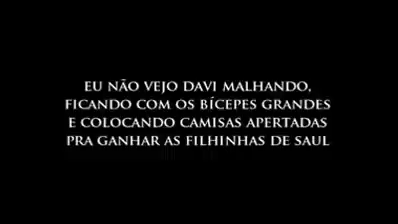 EU NÃO VEJO DAVI MALHANDO,
FICANDO COM OS BÍCEPES GRANDES
E COLOCANDO CAMISAS APERTADAS
PRA GANHAR AS FILHINHAS DE SAUL